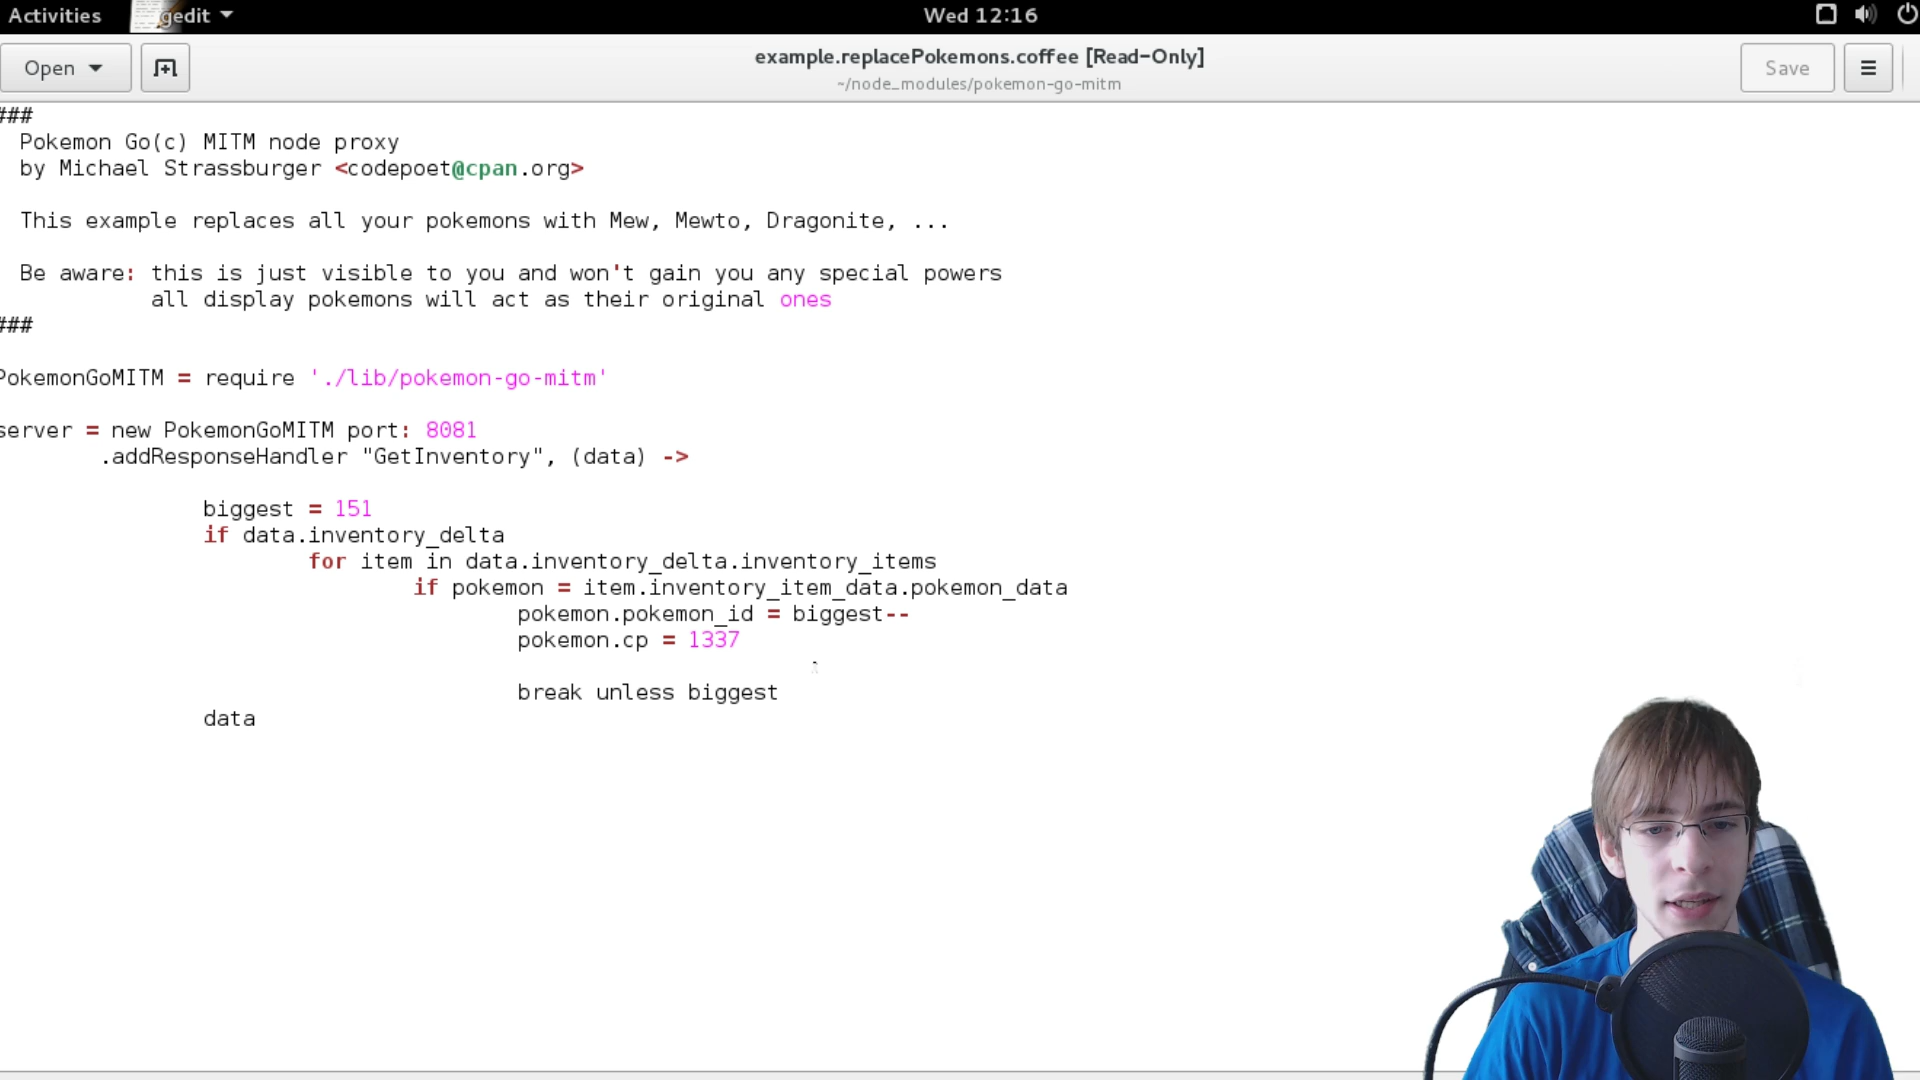 Activities gedit Wed 12:16
Open example.replacePokemons.coffee [Read-Only] Save
~/node_modules/pokemon-go-mitm
###
Pokemon Go(c) MITM node proxy
by Michael Strassburger <codepoet@cpan.org>
This example replaces all your pokemons with Mew, Mewto, Dragonite, ...
Be aware: this is just visible to you and won't gain you any special powers
all display pokemons will act as their original ones
###
PokemonGoMITM = require './lib/pokemon-go-mitm'
server = new PokemonGoMITM port: 8081
.addResponseHandler "GetInventory", (data) ->
biggest = 151
if data.inventory_delta
for item in data.inventory_delta.inventory_items
if pokemon = item.inventory_item_data.pokemon_data
pokemon.pokemon_id = biggest--
pokemon.cp = 1337
break unless biggest
data